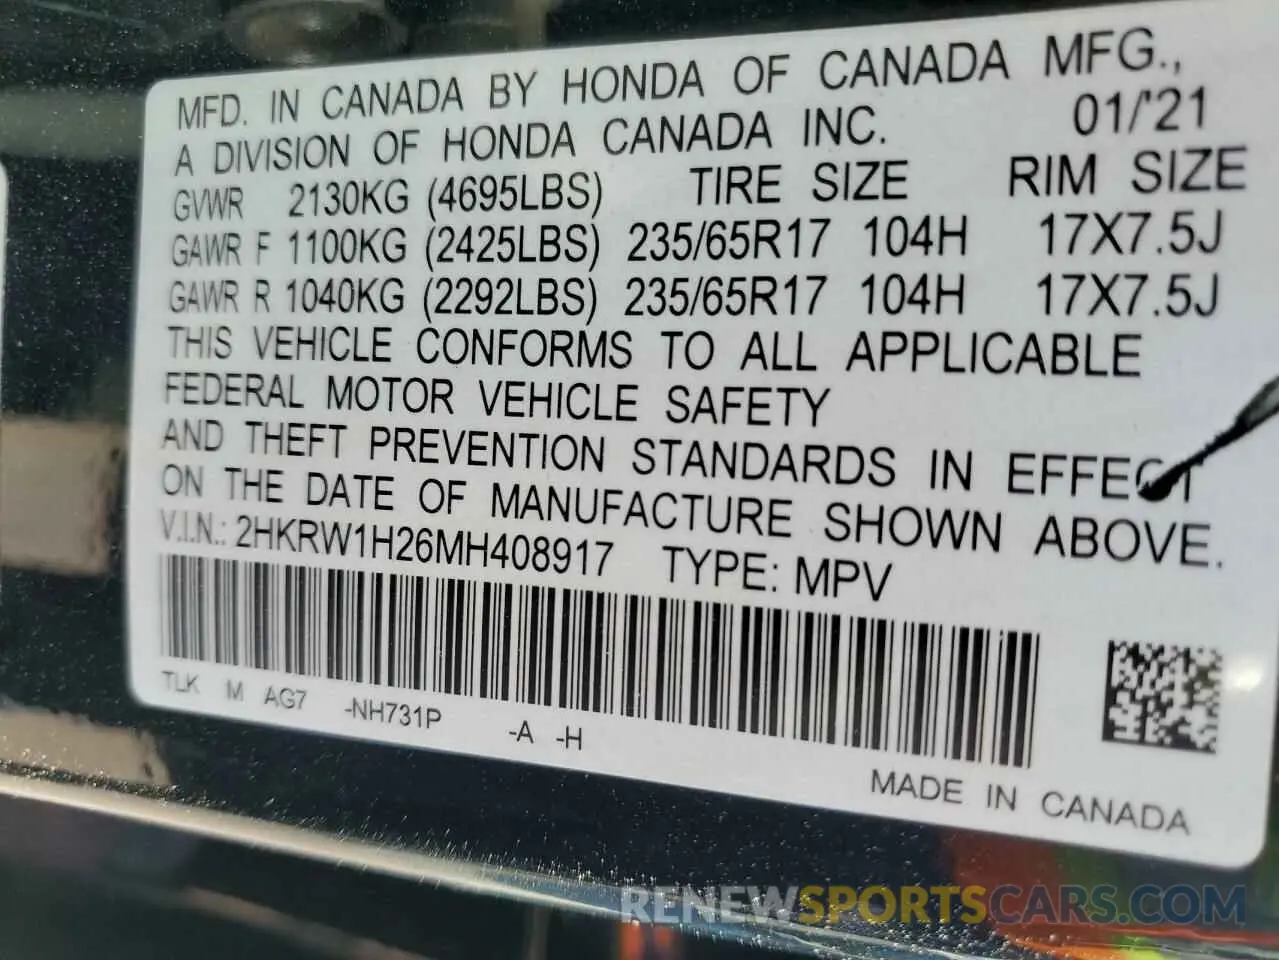 MFD. IN CANADA BY HONDA OF CANADA MFG.,
A DIVISION OF HONDA CANADA INC. 01/'21
GVWR 2130KG (4695LBS) TIRE SIZE RIM SIZE
GAWR F 1100KG (2425LBS) 235/65R17 104H 17X7.5J
GAWR R 1040KG (2292LBS) 235/65R17 104H 17X7.5J
THIS VEHICLE CONFORMS TO ALL APPLICABLE
FEDERAL MOTOR VEHICLE SAFETY
AND THEFT PREVENTION STANDARDS IN EFFECT
ON THE DATE OF MANUFACTURE SHOWN ABOVE.
V.I.N.: 2HKRW1H26MH408917 TYPE: MPV
TLK M AG7 -NH731P -A -H
MADE IN CANADA
RENEWSPORTSCARS.COM